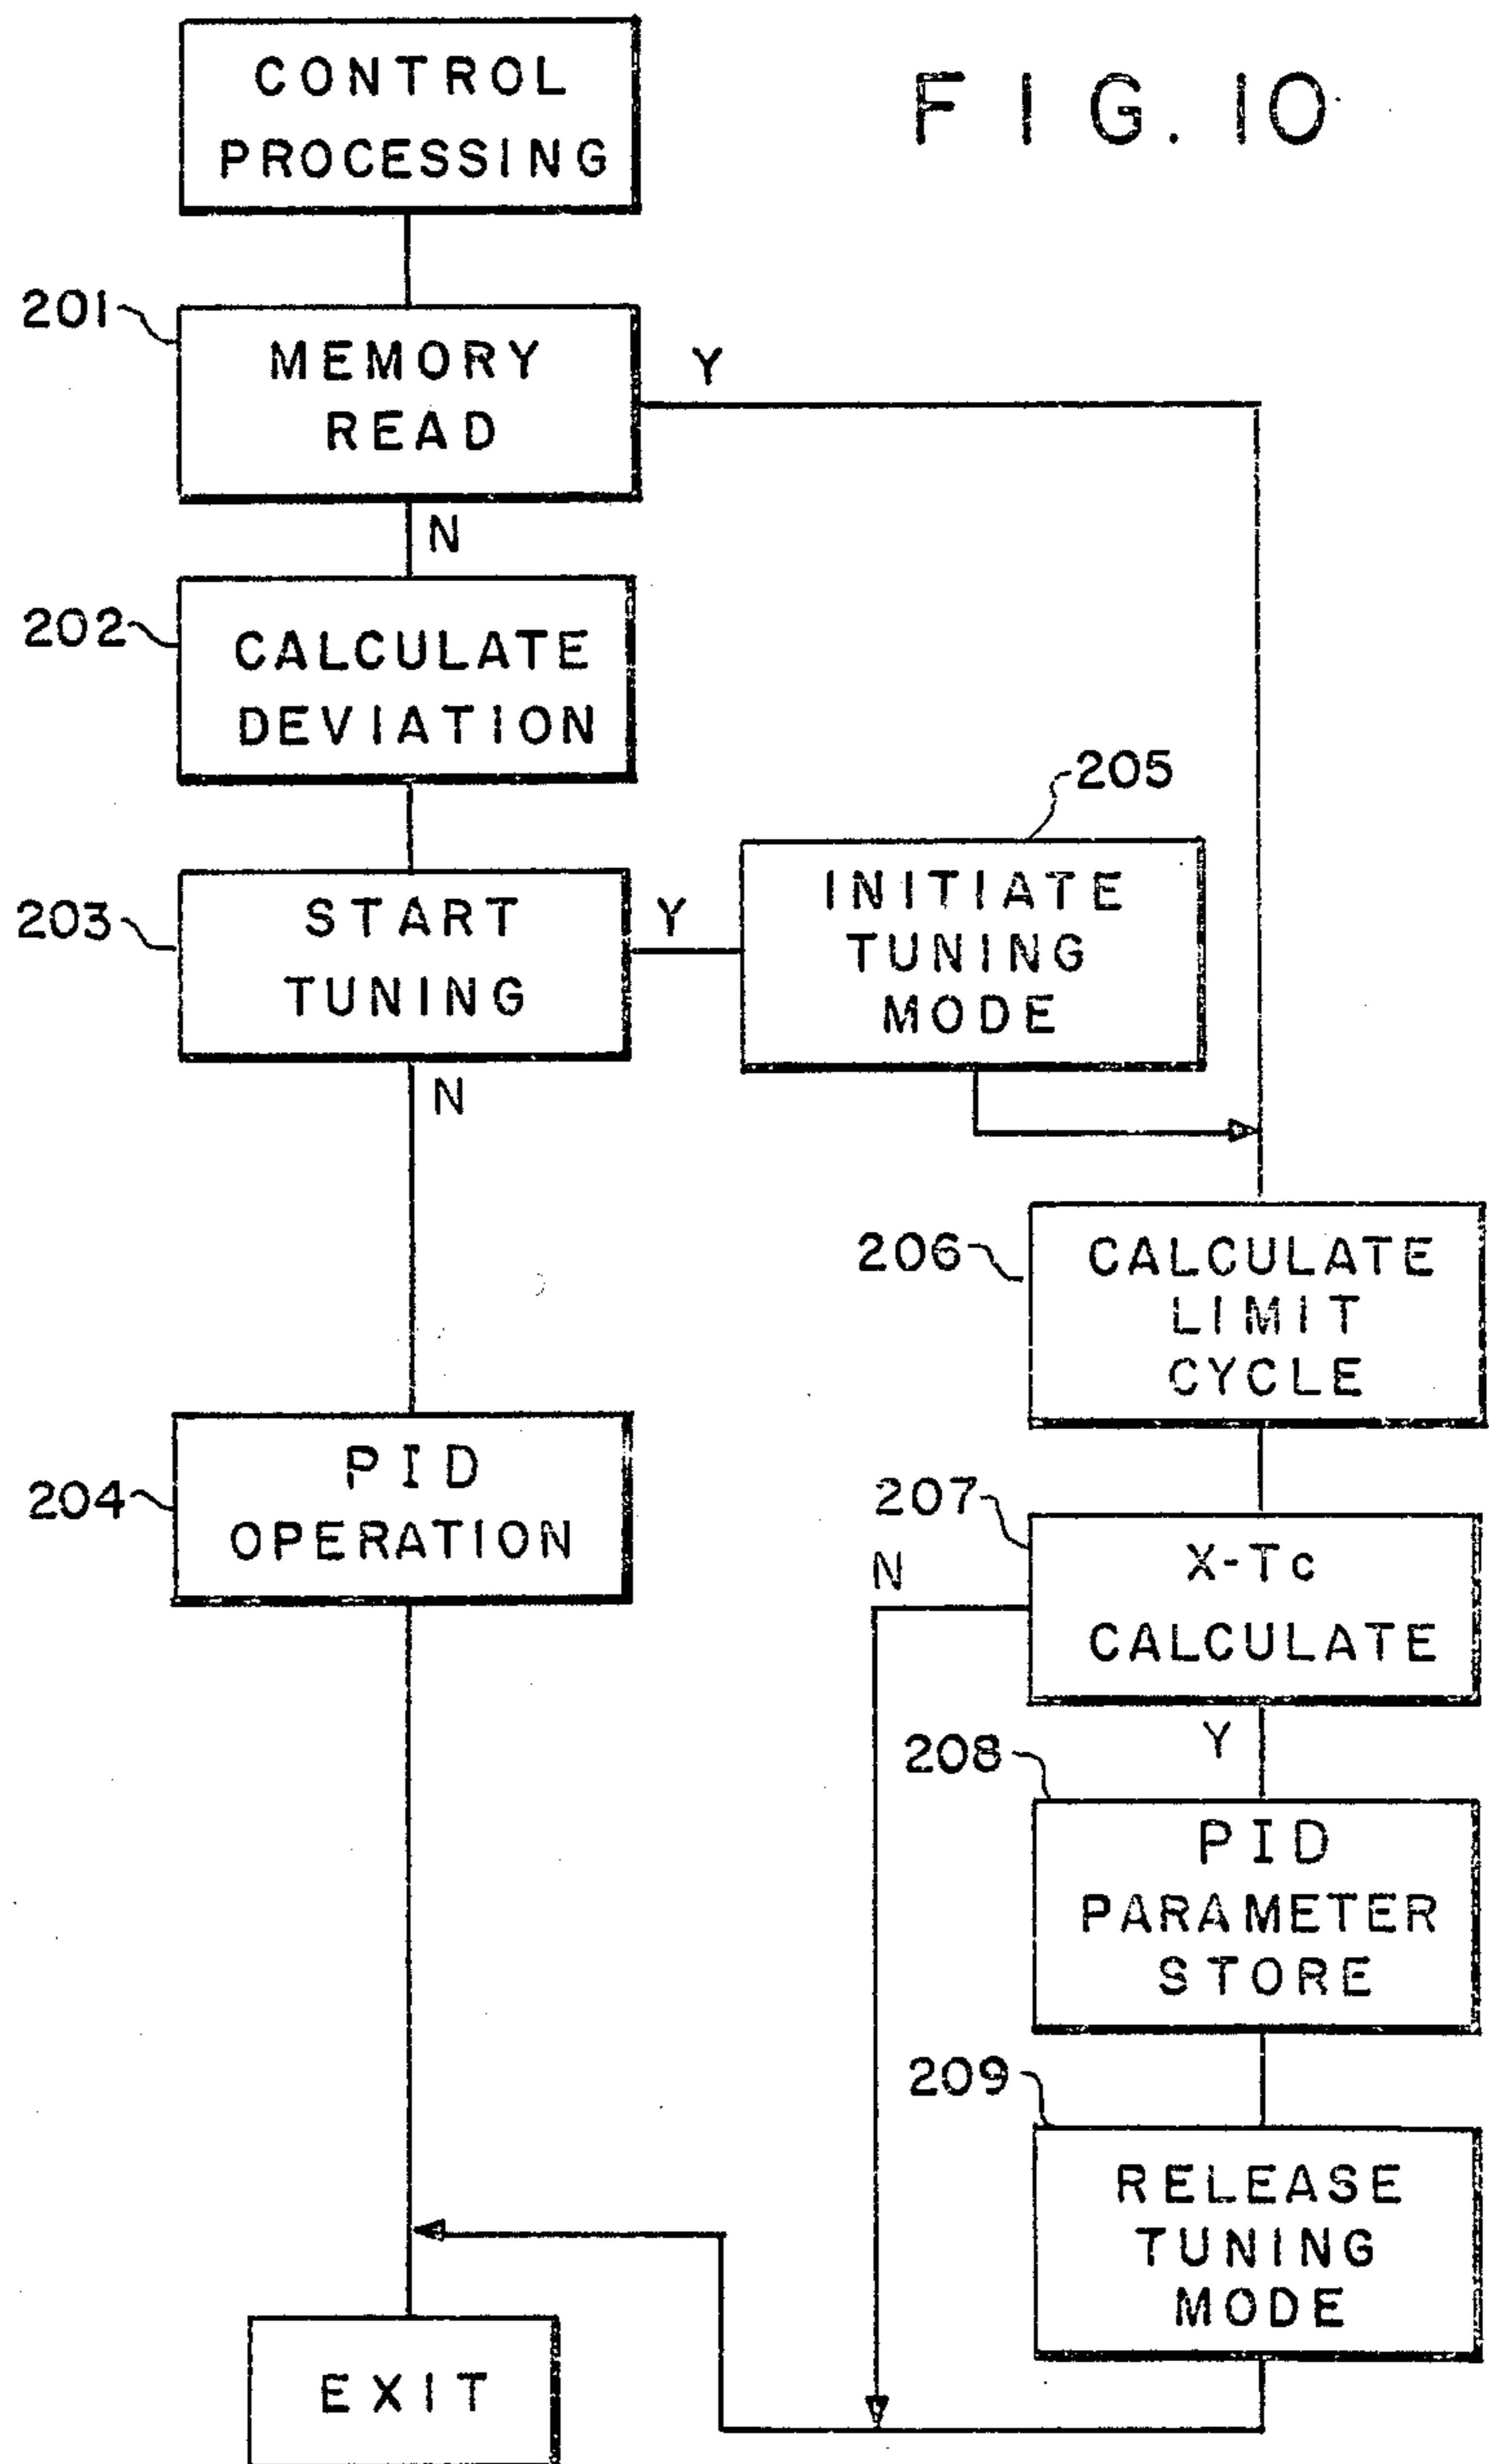 FIG. 10
CONTROL
PROCESSING
201
MEMORY
READ
Y
N
202
CALCULATE
DEVIATION
203
START
TUNING
Y
N
205
INITIATE
TUNING
MODE
206
CALCULATE
LIMIT
CYCLE
204
PID
OPERATION
207
X-Tc
CALCULATE
N
Y
208
PID
PARAMETER
STORE
209
RELEASE
TUNING
MODE
EXIT